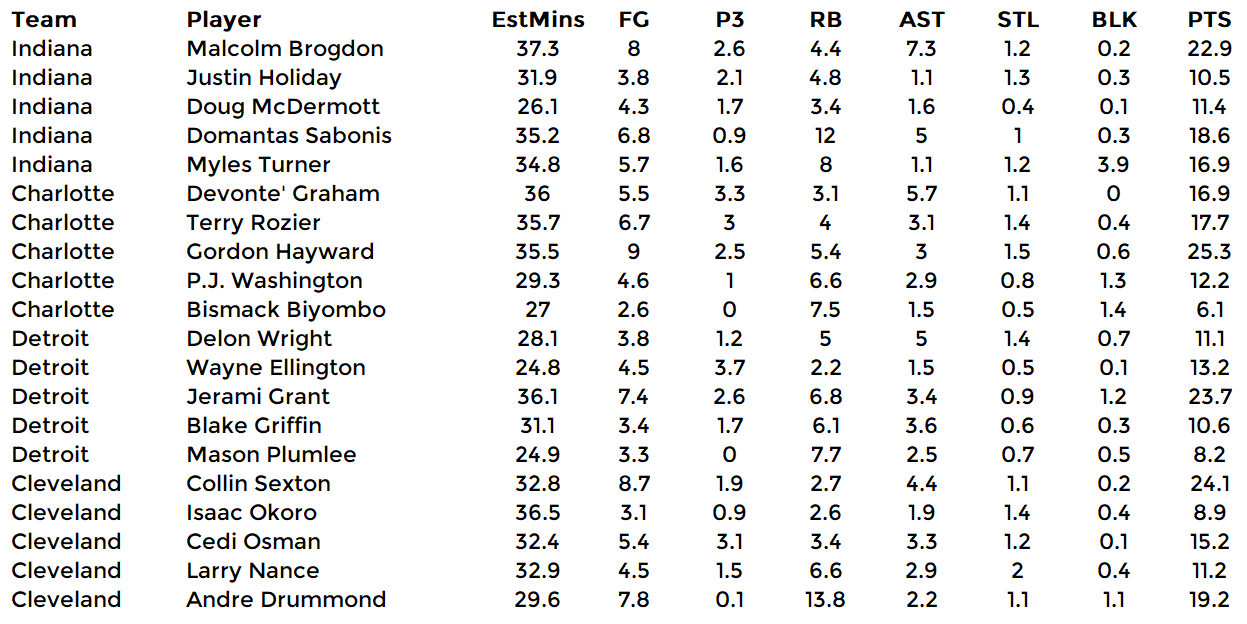 Team Player EstMins FG P3 RB AST STL BLK PTS
Indiana Malcolm Brogdon 37.3 8 2.6 4.4 7.3 1.2 0.2 22.9
Indiana Justin Holiday 31.9 3.8 2.1 4.8 1.1 1.3 0.3 10.5
Indiana Doug McDermott 26.1 4.3 1.7 3.4 1.6 0.4 0.1 11.4
Indiana Domantas Sabonis 35.2 6.8 0.9 12 5 1 0.3 18.6
Indiana Myles Turner 34.8 5.7 1.6 8 1.1 1.2 3.9 16.9
Charlotte Devonte' Graham 36 5.5 3.3 3.1 5.7 1.1 0 16.9
Charlotte Terry Rozier 35.7 6.7 3 4 3.1 1.4 0.4 17.7
Charlotte Gordon Hayward 35.5 9 2.5 5.4 3 1.5 0.6 25.3
Charlotte P.J. Washington 29.3 4.6 1 6.6 2.9 0.8 1.3 12.2
Charlotte Bismack Biyombo 27 2.6 0 7.5 1.5 0.5 1.4 6.1
Detroit Delon Wright 28.1 3.8 1.2 5 5 1.4 0.7 11.1
Detroit Wayne Ellington 24.8 4.5 3.7 2.2 1.5 0.5 0.1 13.2
Detroit Jerami Grant 36.1 7.4 2.6 6.8 3.4 0.9 1.2 23.7
Detroit Blake Griffin 31.1 3.4 1.7 6.1 3.6 0.6 0.3 10.6
Detroit Mason Plumlee 24.9 3.3 0 7.7 2.5 0.7 0.5 8.2
Cleveland Collin Sexton 32.8 8.7 1.9 2.7 4.4 1.1 0.2 24.1
Cleveland Isaac Okoro 36.5 3.1 0.9 2.6 1.9 1.4 0.4 8.9
Cleveland Cedi Osman 32.4 5.4 3.1 3.4 3.3 1.2 0.1 15.2
Cleveland Larry Nance 32.9 4.5 1.5 6.6 2.9 2 0.4 11.2
Cleveland Andre Drummond 29.6 7.8 0.1 13.8 2.2 1.1 1.1 19.2